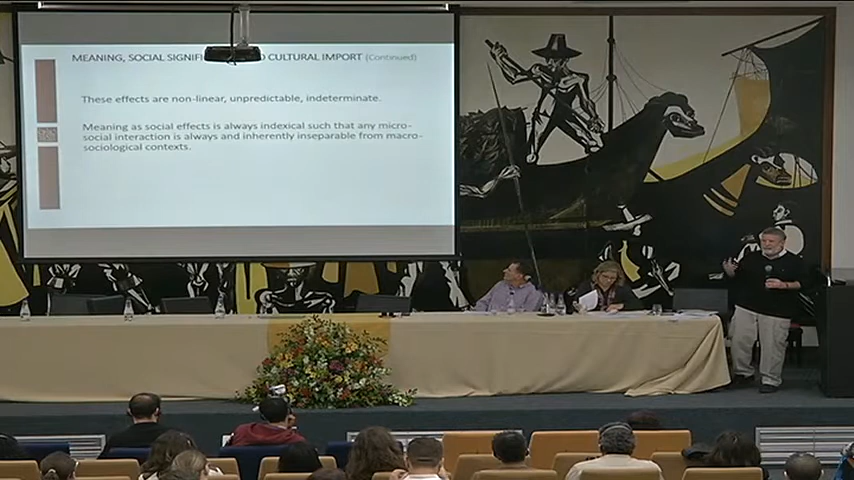 MEANING, SOCIAL CULTURAL IMPORT (Continued)
These effects are non-linear, unpredictable, indeterminate.
Meaning as social effects is always indexical such that any micro-
social interaction is always and inherently inseparable from macro-
sociological contexts.